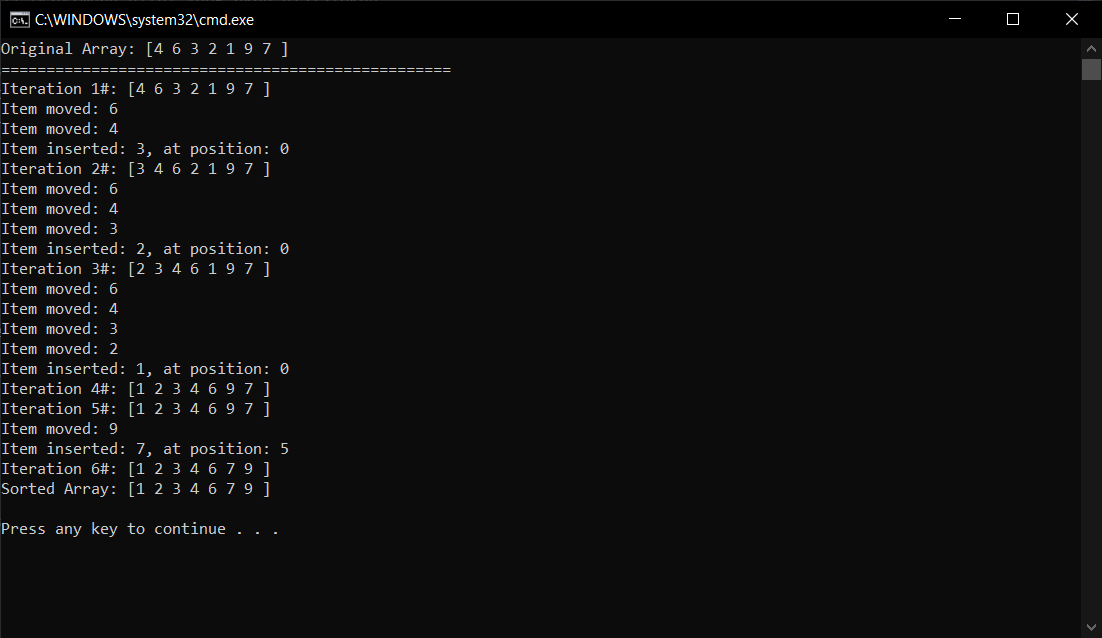 C:\WINDOWS\system32\cmd.exe
Original Array: [4 6 3 2 1 9 7 ]
==================================================
Iteration 1#: [4 6 3 2 1 9 7 ]
Item moved: 6
Item moved: 4
Item inserted: 3, at position: 0
Iteration 2#: [3 4 6 2 1 9 7 ]
Item moved: 6
Item moved: 4
Item moved: 3
Item inserted: 2, at position: 0
Iteration 3#: [2 3 4 6 1 9 7 ]
Item moved: 6
Item moved: 4
Item moved: 3
Item moved: 2
Item inserted: 1, at position: 0
Iteration 4#: [1 2 3 4 6 9 7 ]
Iteration 5#: [1 2 3 4 6 9 7 ]
Item moved: 9
Item inserted: 7, at position: 5
Iteration 6#: [1 2 3 4 6 7 9 ]
Sorted Array: [1 2 3 4 6 7 9 ]
Press any key to continue . . .